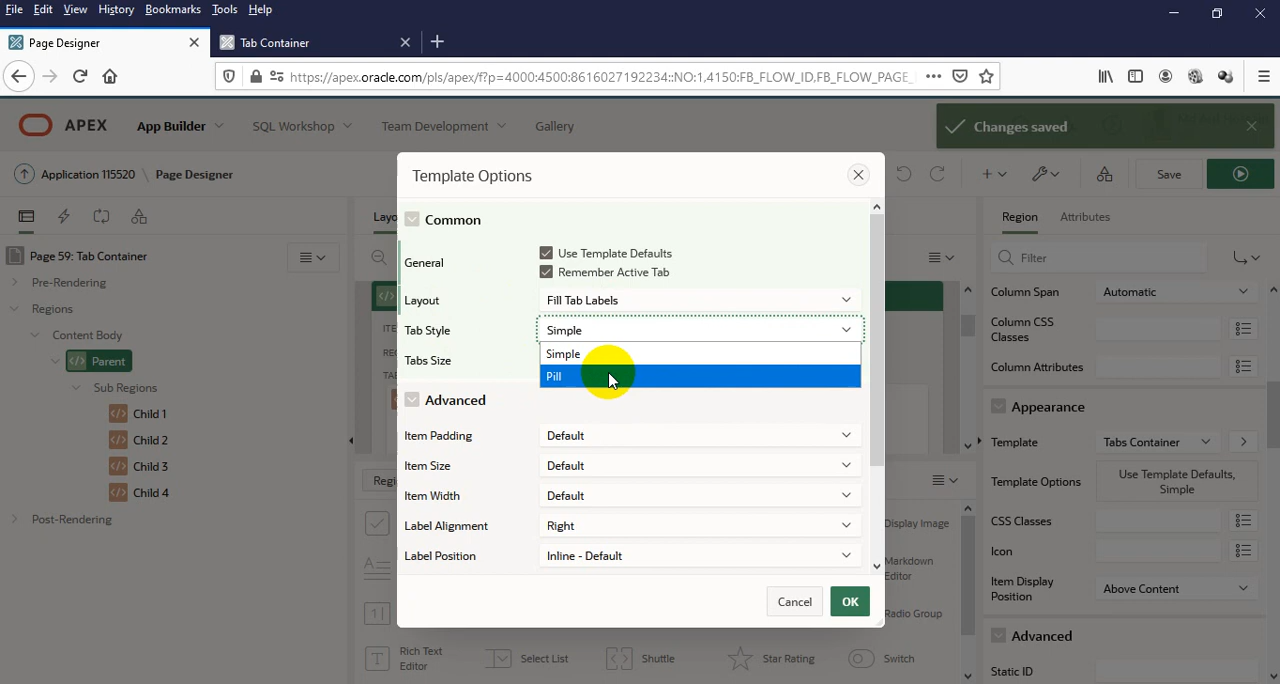 File Edit View History Bookmarks Tools Help
Page Designer
Tab Container
https://apex.oracle.com/pls/apex/f?p=4000:4500:8616027192234::NO:1,4150:FB_FLOW_ID,FB_FLOW_PAGE_
APEX App Builder SQL Workshop Team Development Gallery
Changes saved
Application 115520 \ Page Designer
Save
Page 59: Tab Container
Pre-Rendering
Regions
Content Body
Parent
Sub Regions
Child 1
Child 2
Child 3
Child 4
Post-Rendering
Template Options
Common
General
Use Template Defaults
Remember Active Tab
Layout Fill Tab Labels
Tab Style Simple
Simple
Tabs Size
Pill
Advanced
Item Padding Default
Item Size Default
Item Width Default
Label Alignment Right
Label Position Inline - Default
Cancel OK
Display Image
Markdown
Editor
Radio Group
Rich Text
Editor
Select List
Shuttle
Star Rating
Switch
Region Attributes
Filter
Column Span Automatic
Column CSS
Classes
Column Attributes
Appearance
Template Tabs Container
Template Options Use Template Defaults,
Simple
CSS Classes
Icon
Item Display
Position
Above Content
Advanced
Static ID